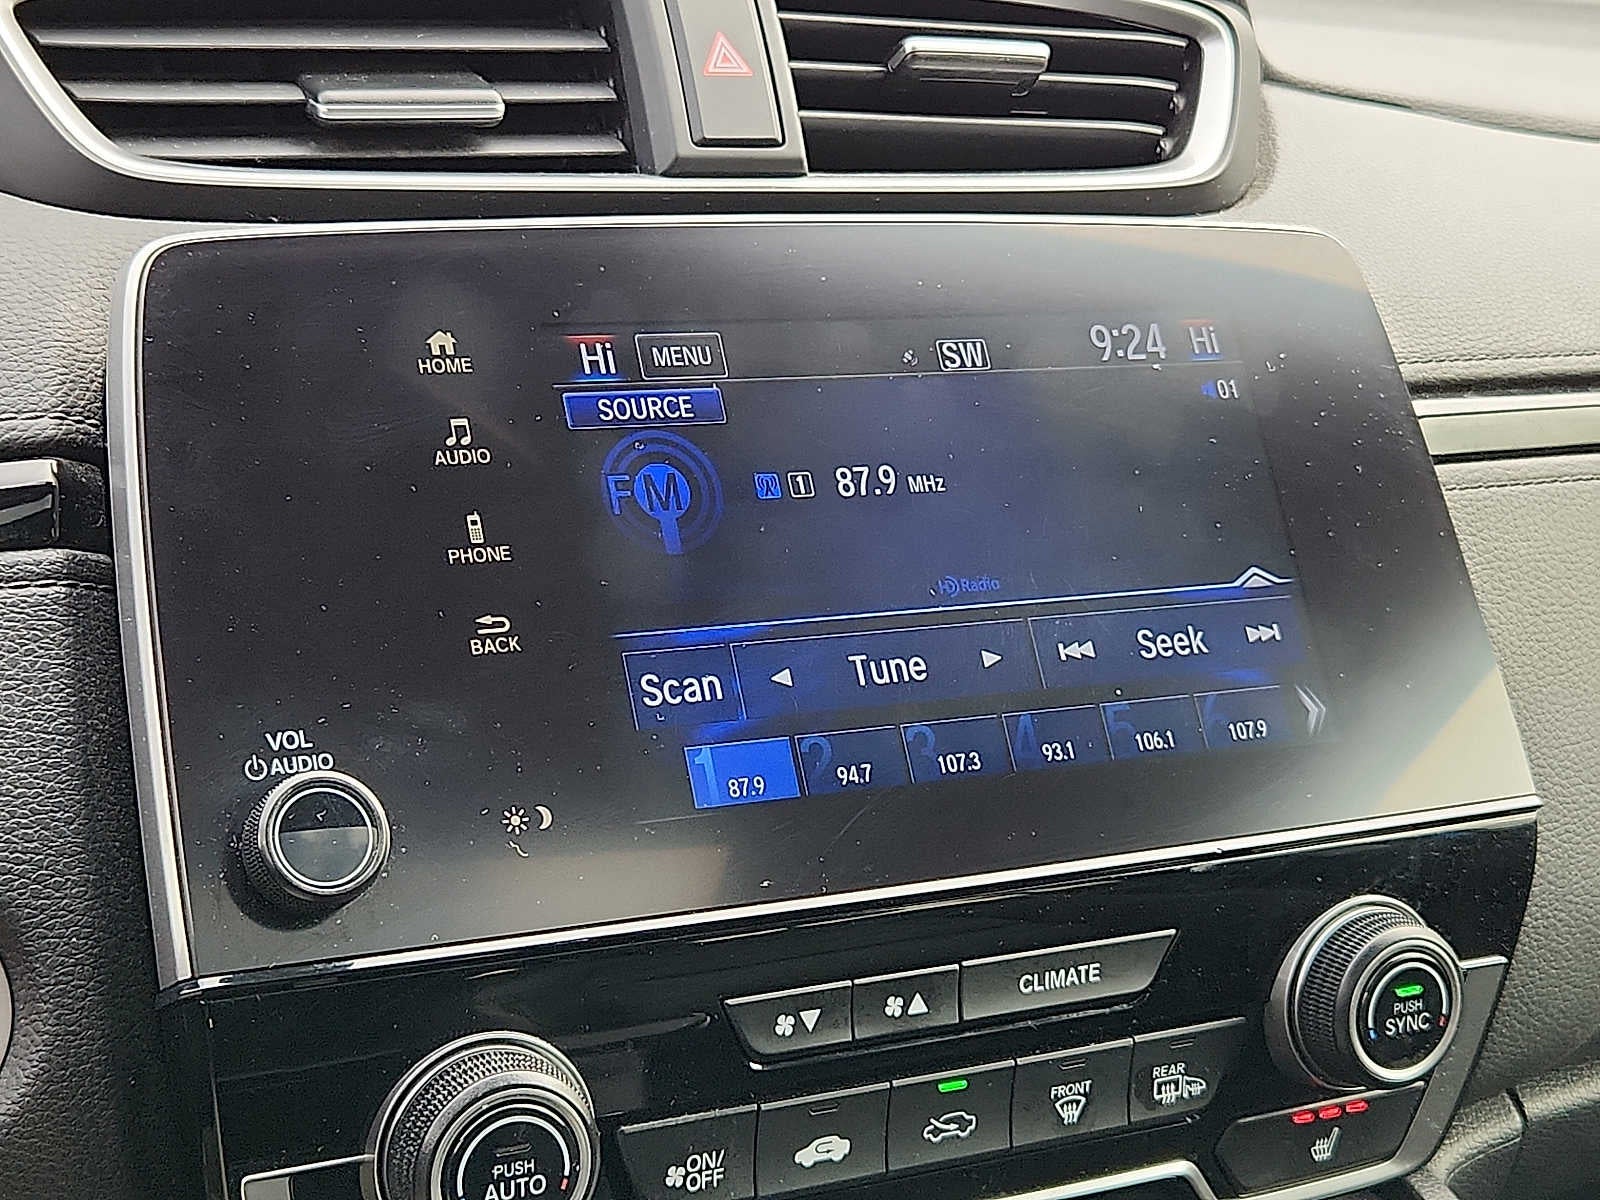 HOME
AUDIO
PHONE
BACK
VOL
AUDIO
Hi MENU SW 9:24 Hi
SOURCE 01
FM 1 87.9 MHz
HD Radio
Scan Tune Seek
1 87.9 2 94.7 3 107.3 4 93.1 5 106.1 6 107.9
CLIMATE
PUSH
SYNC
PUSH
AUTO
ON/
OFF
FRONT
REAR